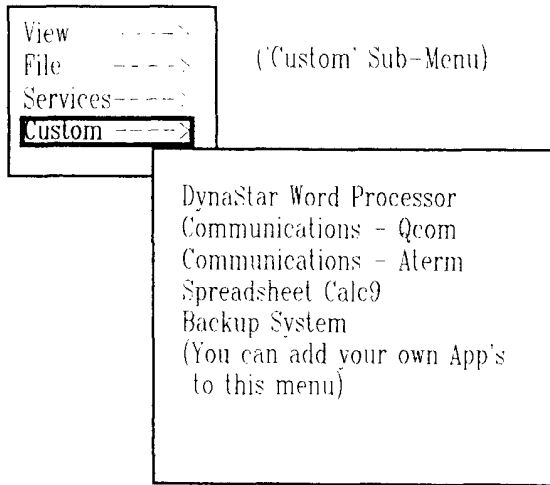 View ---->
File ---->
Services---->
Custom ---->
('Custom' Sub-Menu)
DynaStar Word Processor
Communications - Qcom
Communications - Aterm
Spreadsheet Calc9
Backup System
(You can add your own App's
to this menu)